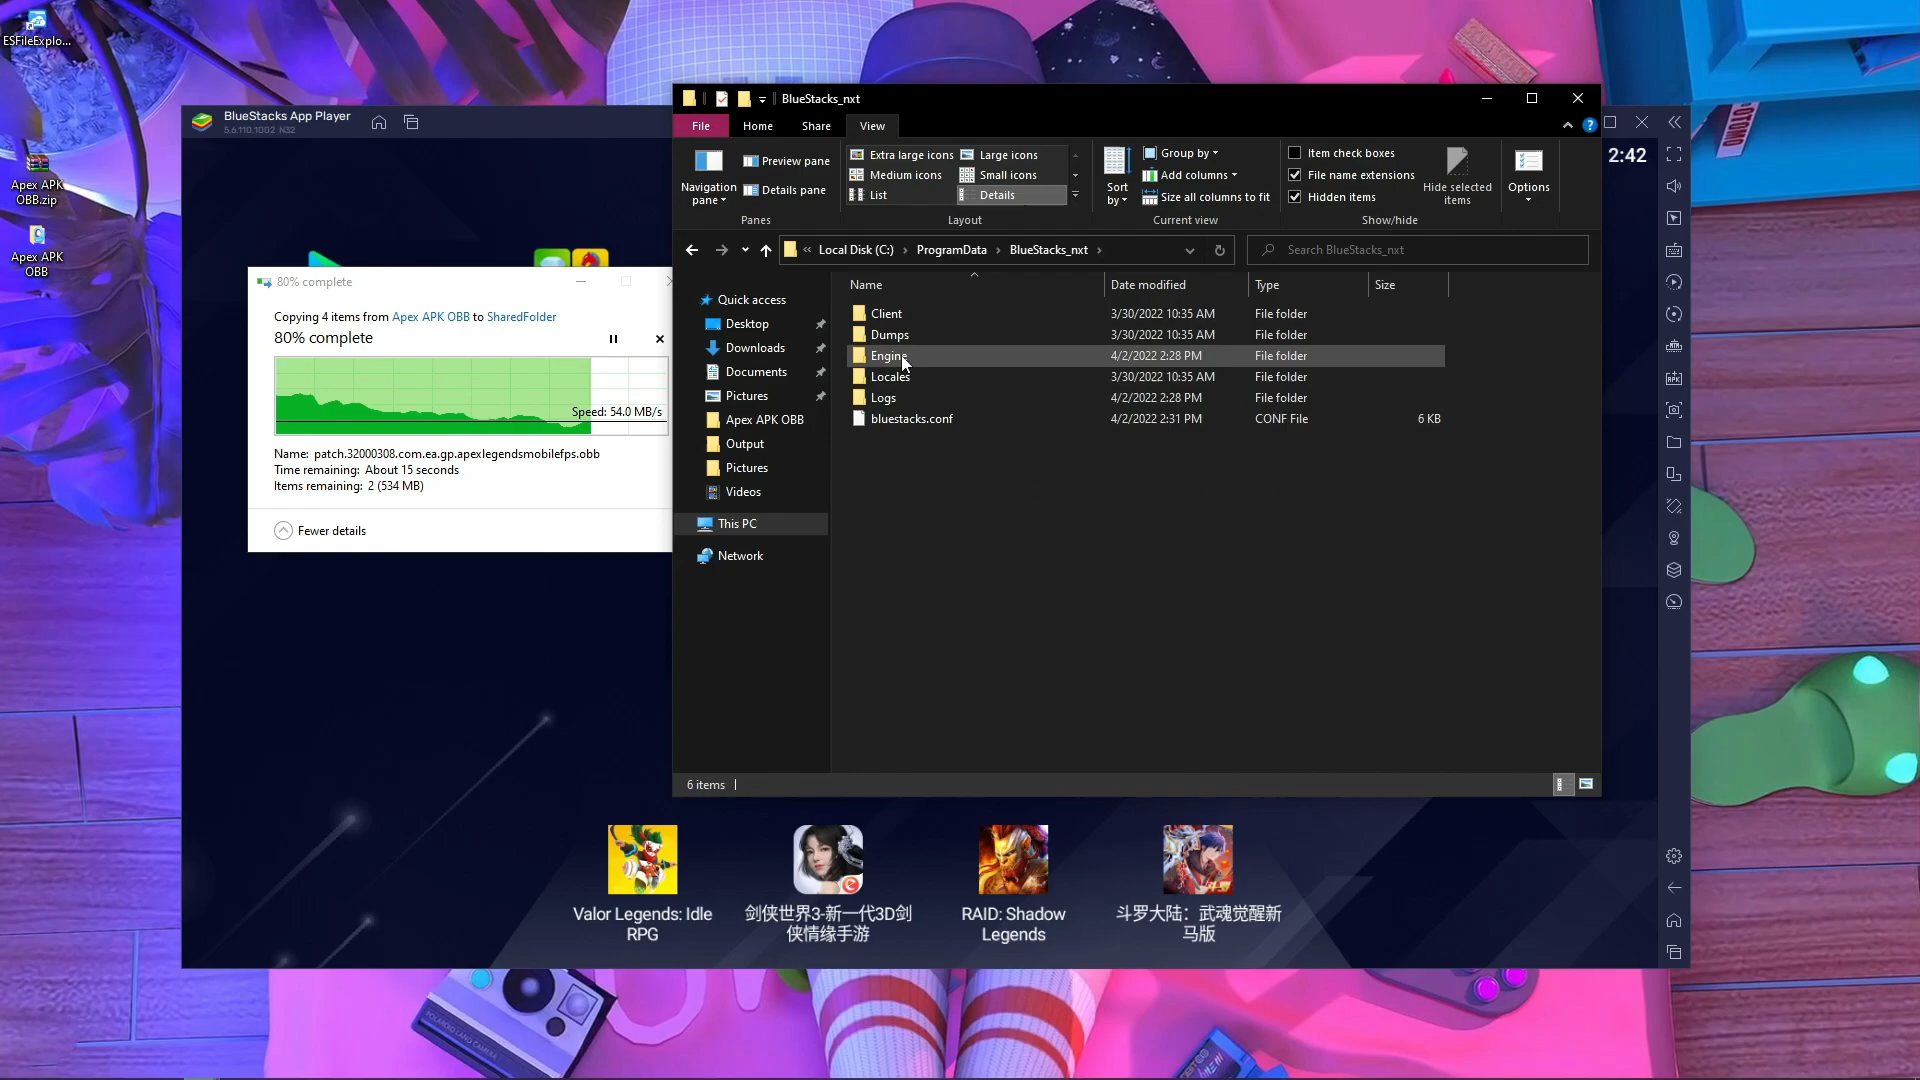 ESFileExplo...
Apex APK
OBB.zip
Apex APK
OBB
BlueStacks App Player
5.6.110.1002 N32
2:42
80% complete
Copying 4 items from Apex APK OBB to SharedFolder
80% complete
Speed: 54.0 MB/s
Name: patch.32000308.com.ea.gp.apexlegendsmobilefps.obb
Time remaining: About 15 seconds
Items remaining: 2 (534 MB)
Fewer details
BlueStacks_nxt
File Home Share View
Navigation
pane
Preview pane
Details pane
Panes
Extra large icons Large icons
Medium icons Small icons
List Details
Layout
Sort
by
Group by
Add columns
Size all columns to fit
Current view
Item check boxes
File name extensions
Hidden items
Hide selected
items
Show/hide
Options
« Local Disk (C:) › ProgramData › BlueStacks_nxt ›
Search BlueStacks_nxt
Quick access
Desktop
Downloads
Documents
Pictures
Apex APK OBB
Output
Pictures
Videos
This PC
Network
Name Date modified Type Size
Client 3/30/2022 10:35 AM File folder
Dumps 3/30/2022 10:35 AM File folder
Engine 4/2/2022 2:28 PM File folder
Locales 3/30/2022 10:35 AM File folder
Logs 4/2/2022 2:28 PM File folder
bluestacks.conf 4/2/2022 2:31 PM CONF File 6 KB
6 items
Valor Legends: Idle
RPG
剑侠世界3-新一代3D剑
侠情缘手游
RAID: Shadow
Legends
斗罗大陆：武魂觉醒新
马版
POLAROID LAND CAMERA